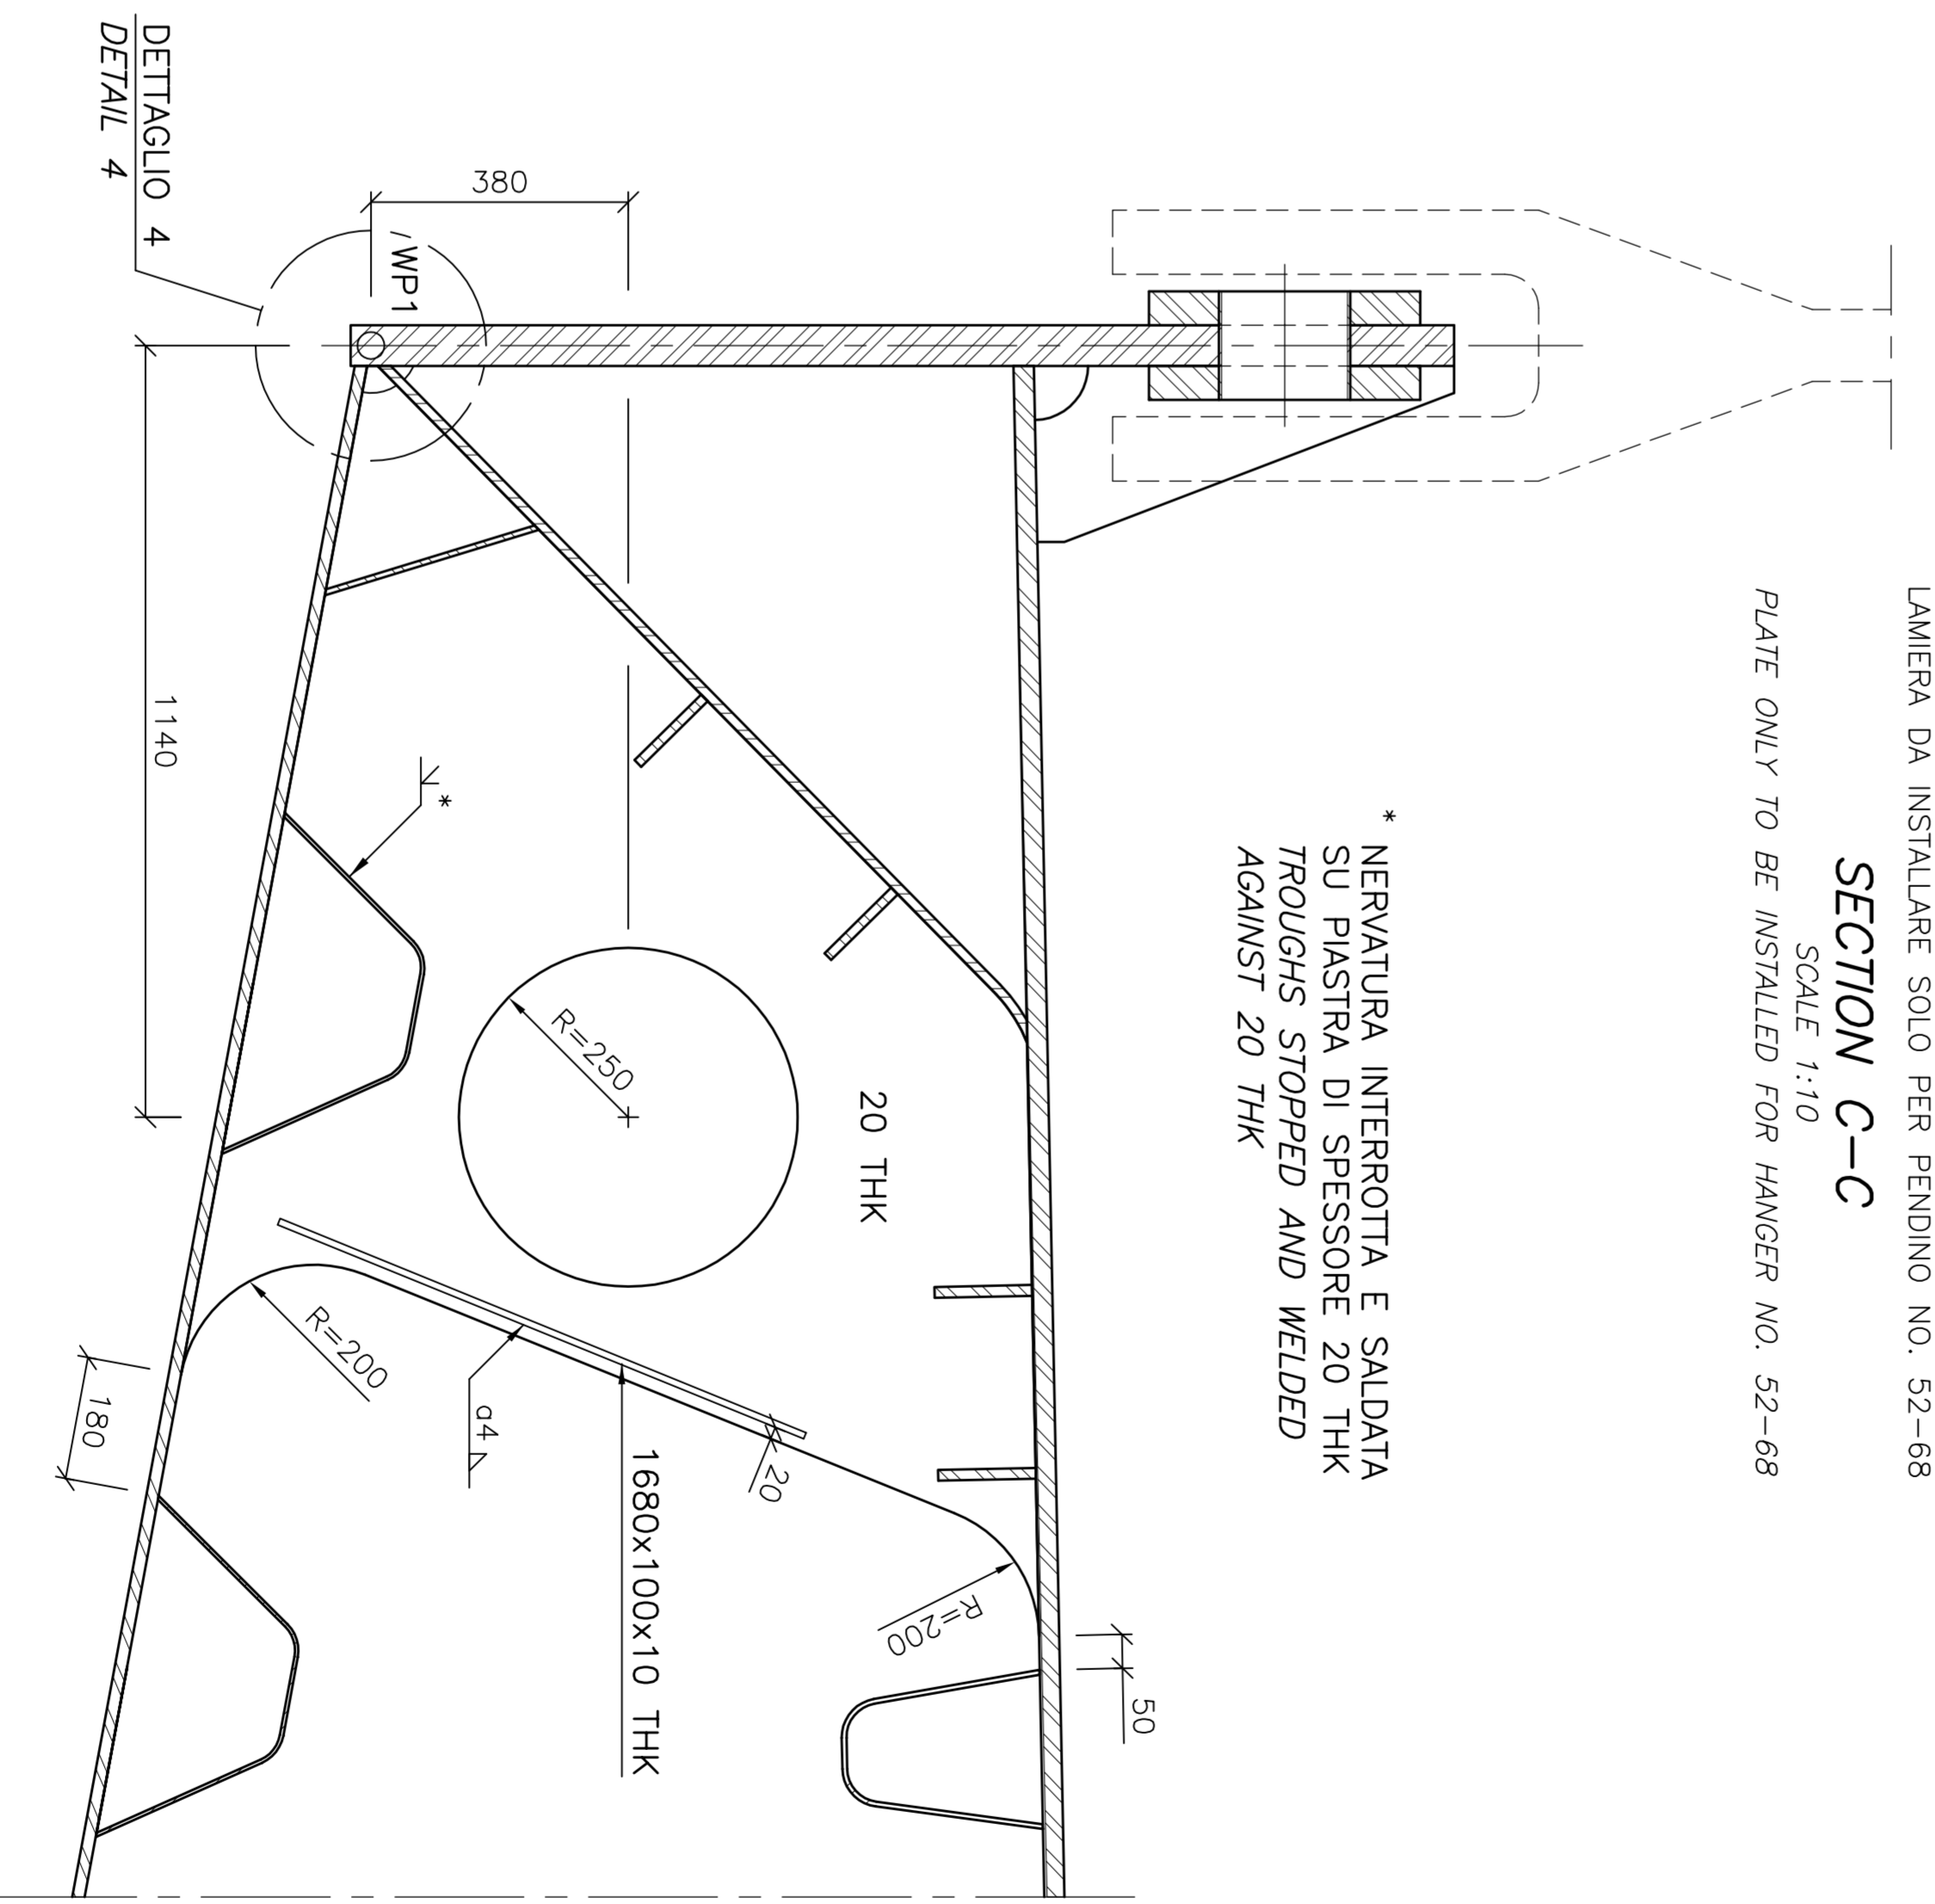 LAMIERA DA INSTALLARE SOLO PER PENDINO NO. 52-68
SECTION C-C
SCALE 1:10
PLATE ONLY TO BE INSTALLED FOR HANGER NO. 52-68
* NERVATURA INTERROTTA E SALDATA
SU PIASTRA DI SPESSORE 20 THK
TROUGHS STOPPED AND WELDED
AGAINST 20 THK
50
R=200
20 THK
20
1680x100x10 THK
R=250
380
a4
*
WP1
R=200
1140
180
DETTAGLIO 4
DETAIL 4